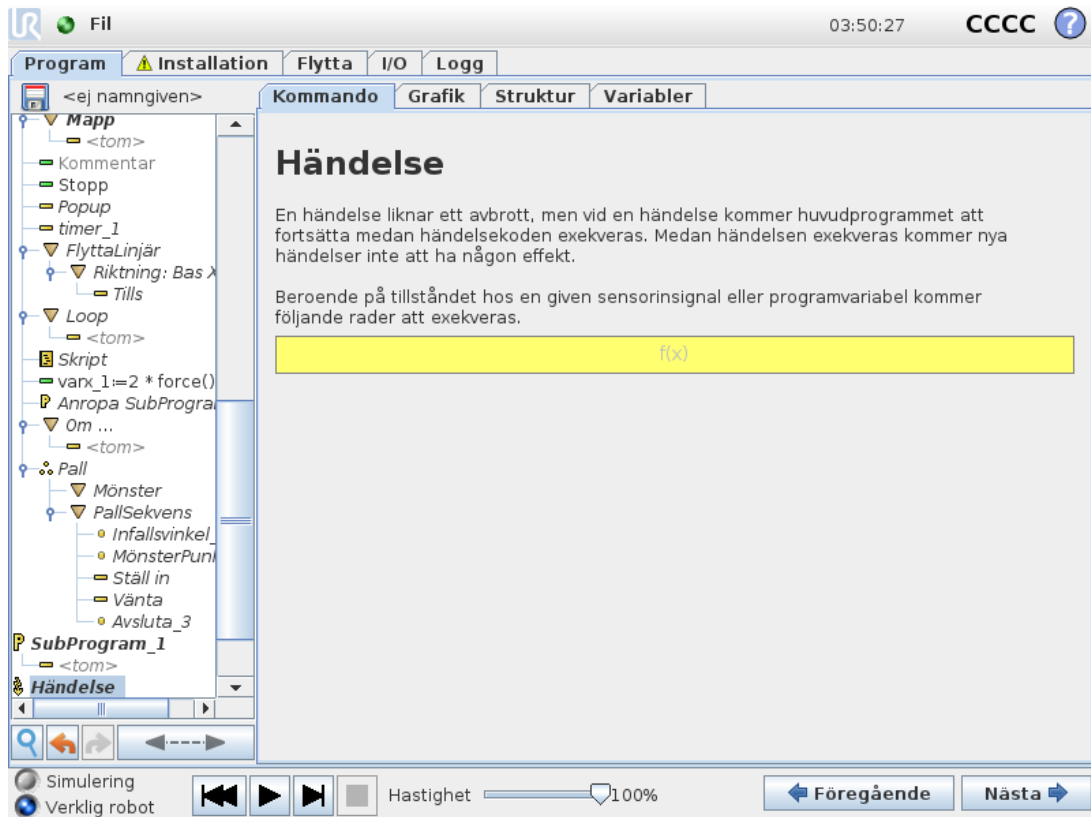 UR
Fil
03:50:27
CCCC
?
Program
Installation
Flytta
I/O
Logg
<ej namngiven>
Kommando
Grafik
Struktur
Variabler
Mapp
<tom>
Kommentar
Stopp
Popup
timer_1
FlyttaLinjär
Riktning: Bas X
Tills
Loop
<tom>
Skript
varx_1:=2 * force()
P Anropa SubProgra
Om ...
<tom>
Pall
Mönster
PallSekvens
Infallsvinkel_
MönsterPunk
Ställ in
Vänta
Avsluta_3
P SubProgram_1
<tom>
Händelse
Händelse
En händelse liknar ett avbrott, men vid en händelse kommer huvudprogrammet att
fortsätta medan händelsekoden exekveras. Medan händelsen exekveras kommer nya
händelser inte att ha någon effekt.
Beroende på tillståndet hos en given sensorinsignal eller programvariabel kommer
följande rader att exekveras.
f(x)
Simulering
Verklig robot
Hastighet
100%
Föregående
Nästa